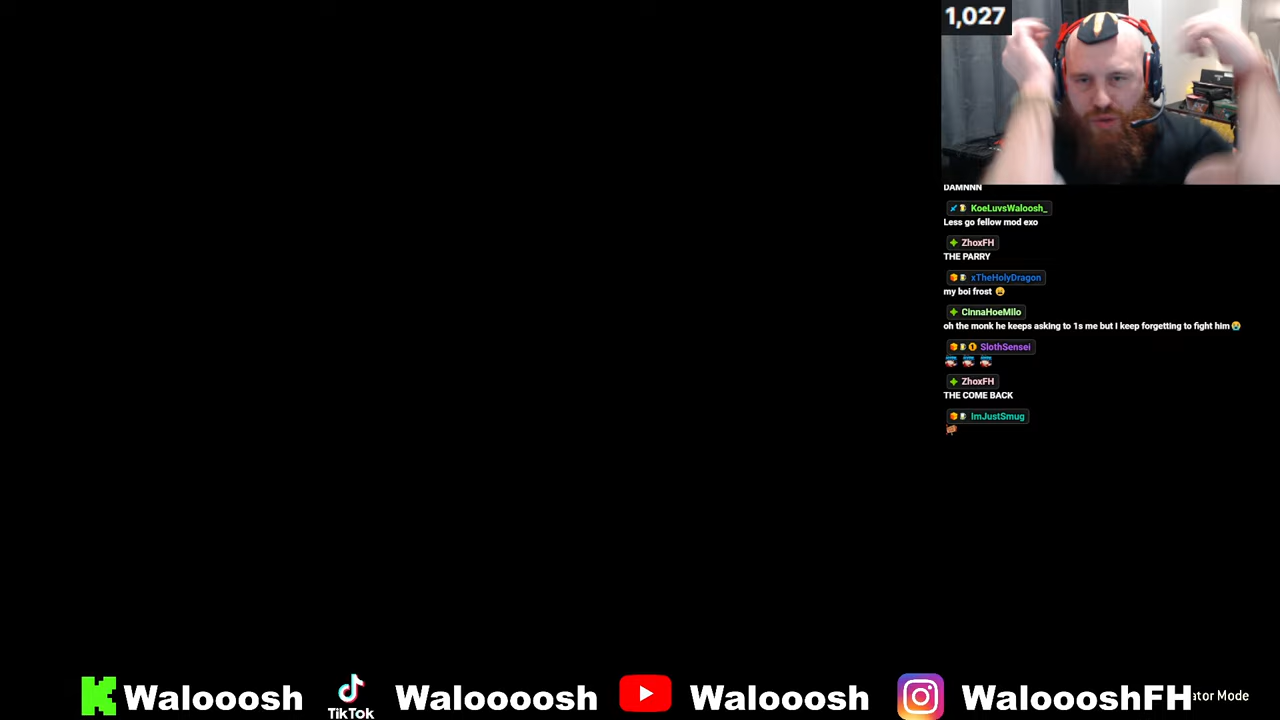 1,027
DAMNNN
KoeLuvsWaloosh_
Less go fellow mod exo
ZhoxFH
THE PARRY
xTheHolyDragon
my boi frost
CinnaHoeMilo
oh the monk he keeps asking to 1s me but I keep forgetting to fight him
SlothSensei
ZhoxFH
THE COME BACK
ImJustSmug
Walooosh
TikTok
Waloooosh
Walooosh
WaloooshFH
ator Mode